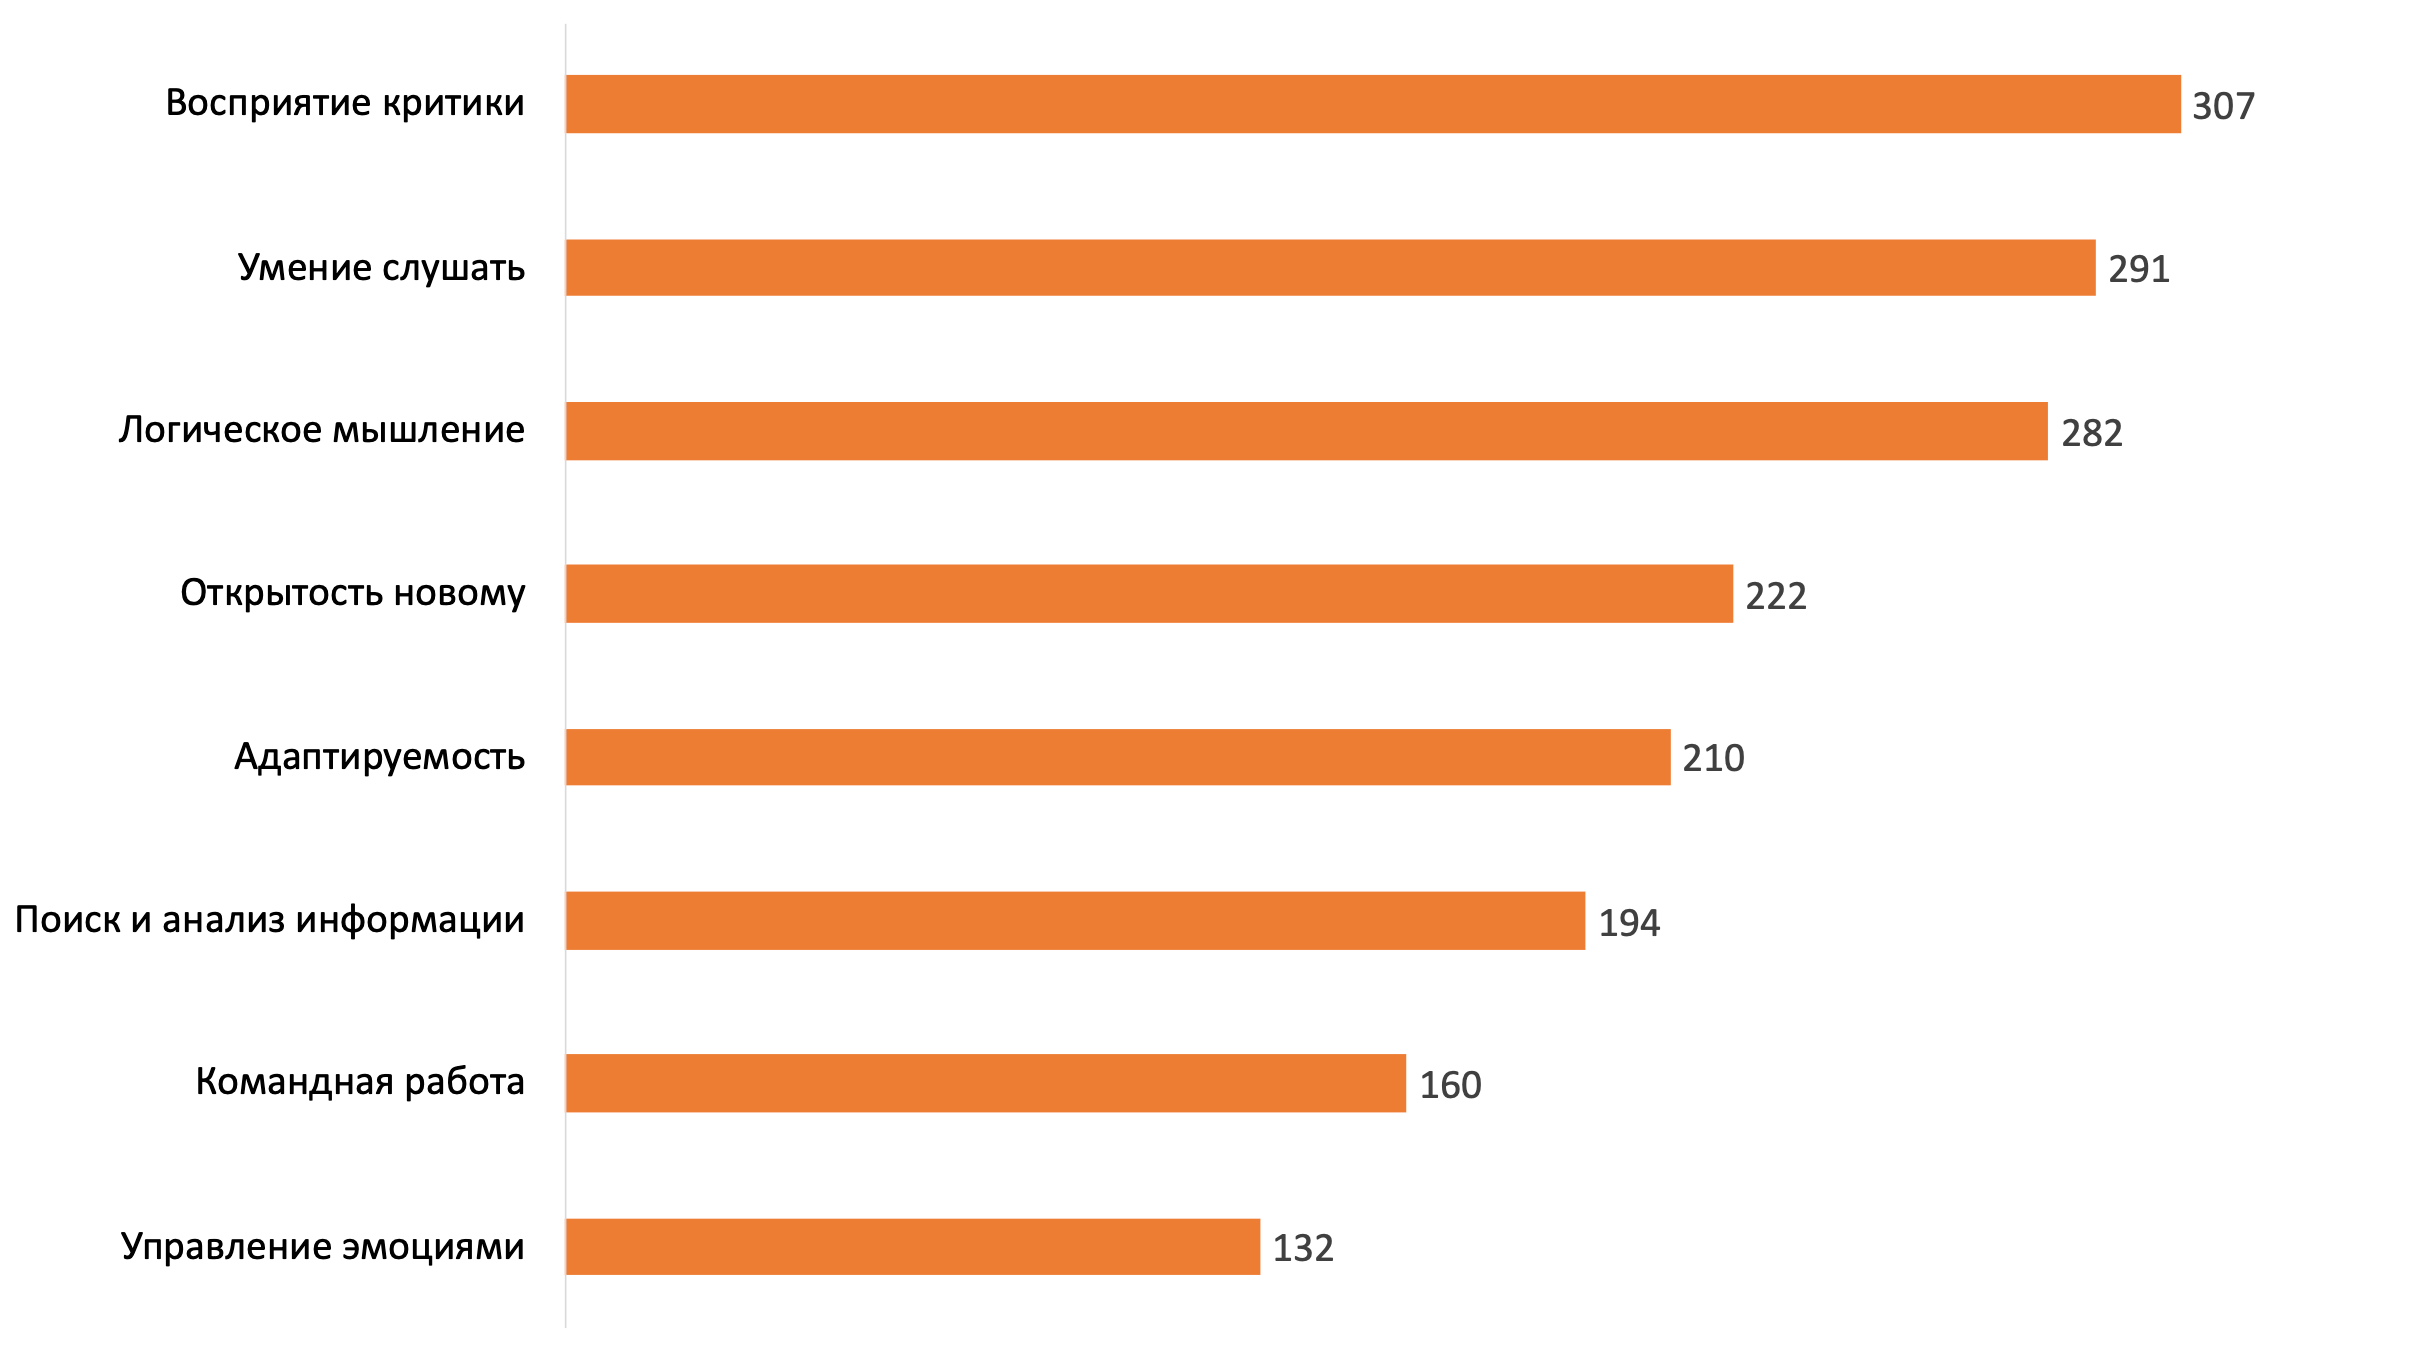 Восприятие критики 307
Умение слушать 291
Логическое мышление 282
Открытость новому 222
Адаптируемость 210
Поиск и анализ информации 194
Командная работа 160
Управление эмоциями 132